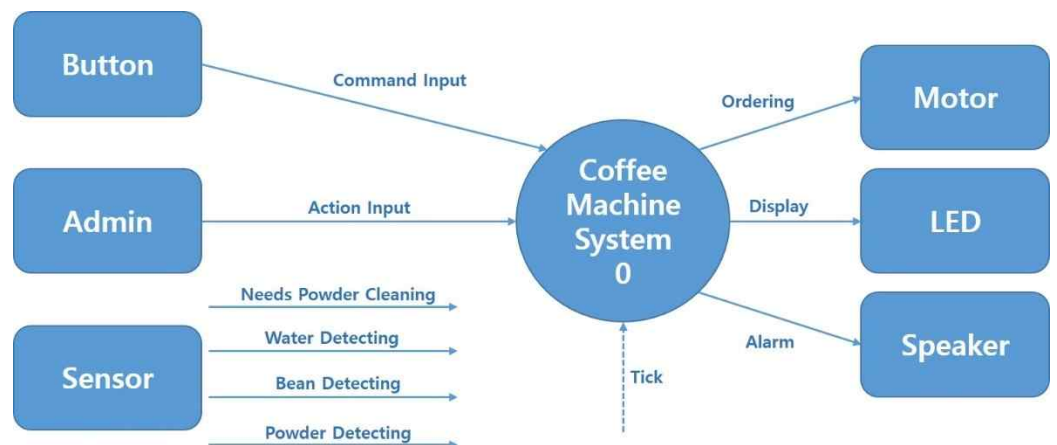 Button
Command Input
Ordering
Motor
Admin
Action Input
Coffee
Machine
System
0
Display
LED
Sensor
Needs Powder Cleaning
Water Detecting
Bean Detecting
Powder Detecting
Tick
Alarm
Speaker